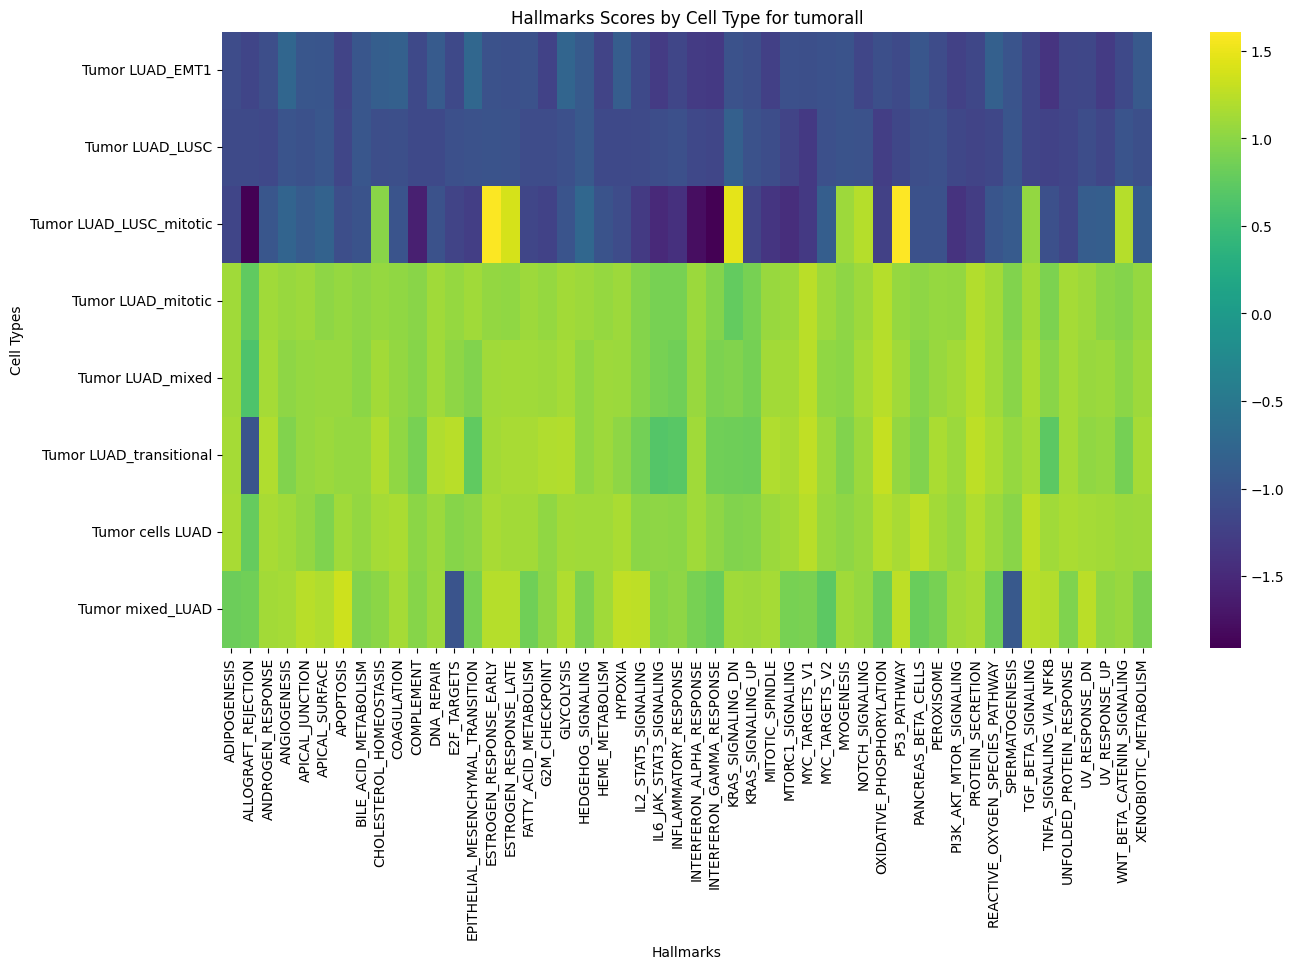 Hallmarks Scores by Cell Type for tumorall
Cell Types
Tumor LUAD_EMT1
Tumor LUAD_LUSC
Tumor LUAD_LUSC_mitotic
Tumor LUAD_mitotic
Tumor LUAD_mixed
Tumor LUAD_transitional
Tumor cells LUAD
Tumor mixed_LUAD
1.5
1.0
0.5
0.0
−0.5
−1.0
−1.5
ADIPOGENESIS
ALLOGRAFT_REJECTION
ANDROGEN_RESPONSE
ANGIOGENESIS
APICAL_JUNCTION
APICAL_SURFACE
APOPTOSIS
BILE_ACID_METABOLISM
CHOLESTEROL_HOMEOSTASIS
COAGULATION
COMPLEMENT
DNA_REPAIR
E2F_TARGETS
EPITHELIAL_MESENCHYMAL_TRANSITION
ESTROGEN_RESPONSE_EARLY
ESTROGEN_RESPONSE_LATE
FATTY_ACID_METABOLISM
G2M_CHECKPOINT
GLYCOLYSIS
HEDGEHOG_SIGNALING
HEME_METABOLISM
HYPOXIA
IL2_STAT5_SIGNALING
IL6_JAK_STAT3_SIGNALING
INFLAMMATORY_RESPONSE
INTERFERON_ALPHA_RESPONSE
INTERFERON_GAMMA_RESPONSE
KRAS_SIGNALING_DN
KRAS_SIGNALING_UP
MITOTIC_SPINDLE
MTORC1_SIGNALING
MYC_TARGETS_V1
MYC_TARGETS_V2
MYOGENESIS
NOTCH_SIGNALING
OXIDATIVE_PHOSPHORYLATION
P53_PATHWAY
PANCREAS_BETA_CELLS
PEROXISOME
PI3K_AKT_MTOR_SIGNALING
PROTEIN_SECRETION
REACTIVE_OXYGEN_SPECIES_PATHWAY
SPERMATOGENESIS
TGF_BETA_SIGNALING
TNFA_SIGNALING_VIA_NFKB
UNFOLDED_PROTEIN_RESPONSE
UV_RESPONSE_DN
UV_RESPONSE_UP
WNT_BETA_CATENIN_SIGNALING
XENOBIOTIC_METABOLISM
Hallmarks